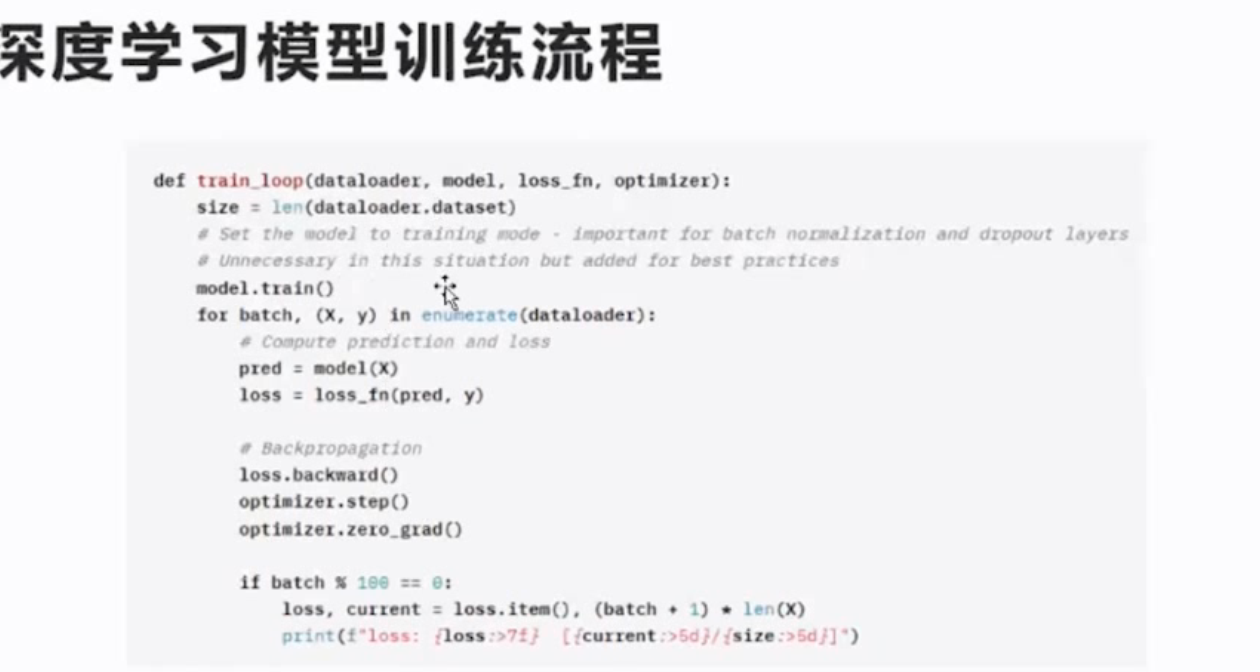 深度学习模型训练流程
def train_loop(dataloader, model, loss_fn, optimizer):
    size = len(dataloader.dataset)
    # Set the model to training mode - important for batch normalization and dropout layers
    # Unnecessary in this situation but added for best practices
    model.train()
    for batch, (X, y) in enumerate(dataloader):
        # Compute prediction and loss
        pred = model(X)
        loss = loss_fn(pred, y)

        # Backpropagation
        loss.backward()
        optimizer.step()
        optimizer.zero_grad()

        if batch % 100 == 0:
            loss, current = loss.item(), (batch + 1) * len(X)
            print(f"loss: {loss:>7f}  [{current:>5d}/{size:>5d}]")